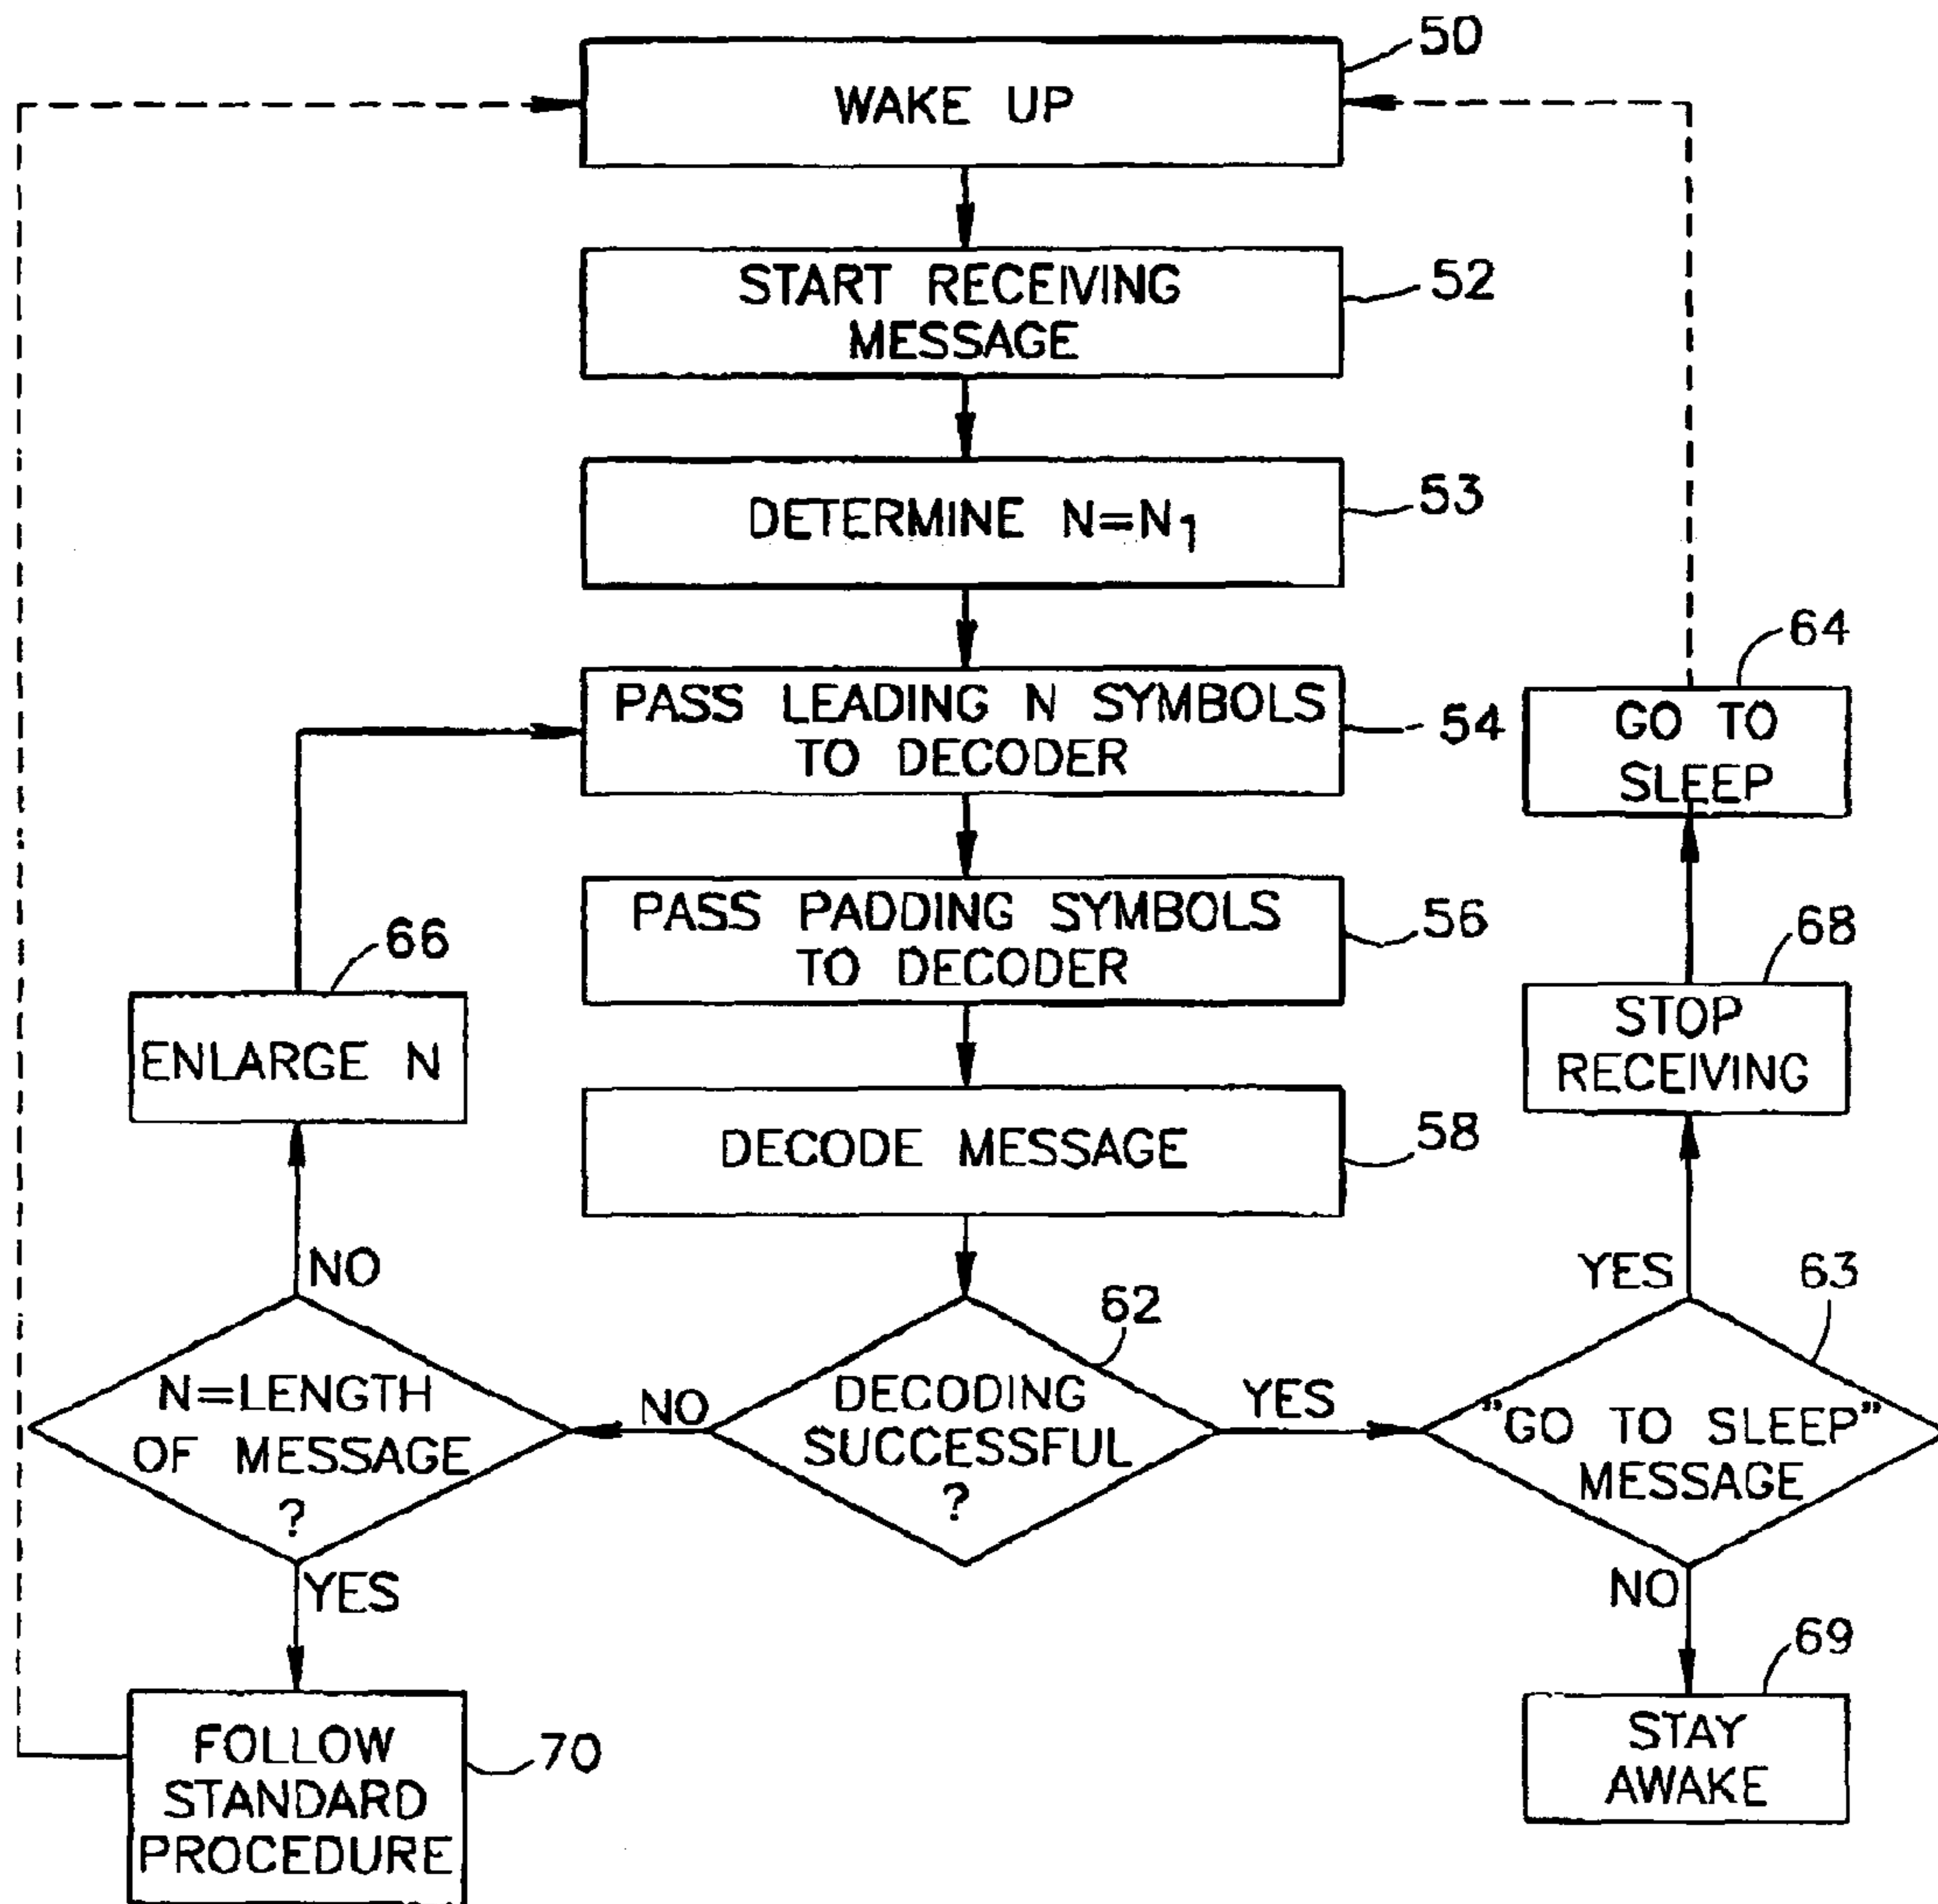 50
WAKE UP
START RECEIVING
MESSAGE
52
DETERMINE N=N1
53
PASS LEADING N SYMBOLS
TO DECODER
54
GO TO
SLEEP
64
PASS PADDING SYMBOLS
TO DECODER
56
ENLARGE N
66
STOP
RECEIVING
68
DECODE MESSAGE
58
NO
YES
N=LENGTH
OF MESSAGE
?
NO
DECODING
SUCCESSFUL
?
62
YES
"GO TO SLEEP"
MESSAGE
63
YES
NO
FOLLOW
STANDARD
PROCEDURE
70
STAY
AWAKE
69